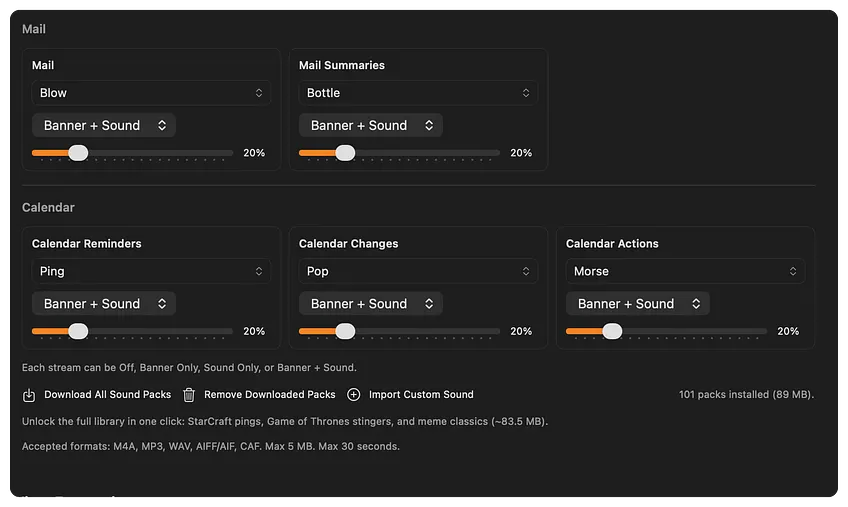 Mail
Mail
Mail Summaries
Blow
Bottle
Banner + Sound
Banner + Sound
20%
20%
Calendar
Calendar Reminders
Calendar Changes
Calendar Actions
Ping
Pop
Morse
Banner + Sound
Banner + Sound
Banner + Sound
20%
20%
20%
Each stream can be Off, Banner Only, Sound Only, or Banner + Sound.
Download All Sound Packs
Remove Downloaded Packs
Import Custom Sound
101 packs installed (89 MB).
Unlock the full library in one click: StarCraft pings, Game of Thrones stingers, and meme classics (~83.5 MB).
Accepted formats: M4A, MP3, WAV, AIFF/AIF, CAF. Max 5 MB. Max 30 seconds.